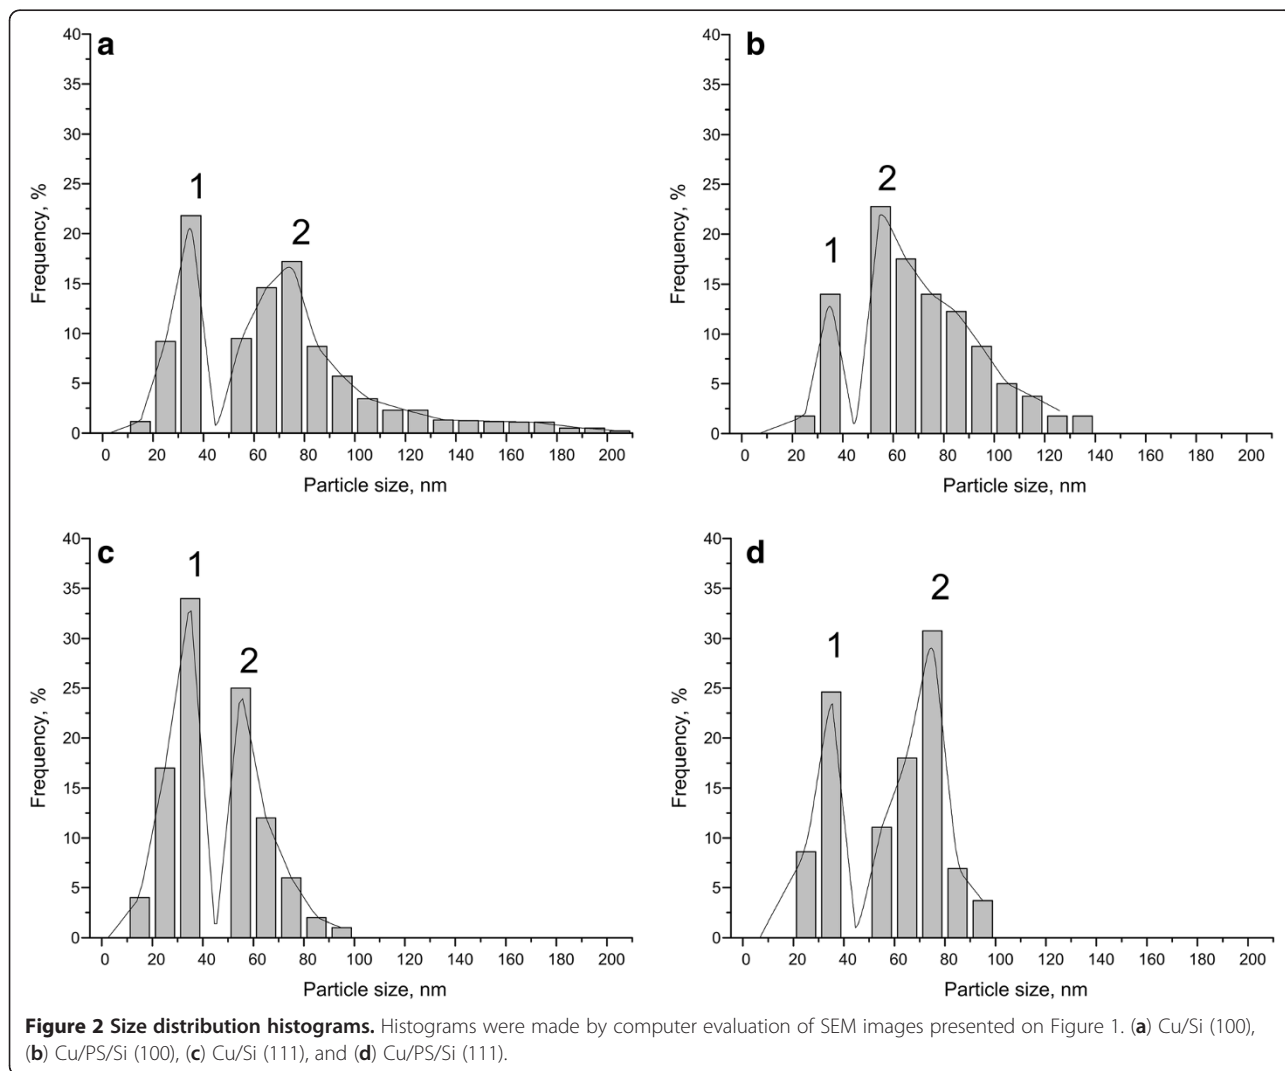 a
40
35
30
25
20
15
10
5
0
Frequency, %
1
2
0 20 40 60 80 100 120 140 160 180 200
Particle size, nm
b
40
35
30
25
20
15
10
5
0
Frequency, %
1
2
0 20 40 60 80 100 120 140 160 180 200
Particle size, nm
c
40
35
30
25
20
15
10
5
0
Frequency, %
1
2
0 20 40 60 80 100 120 140 160 180 200
Particle size, nm
d
40
35
30
25
20
15
10
5
0
Frequency, %
1
2
0 20 40 60 80 100 120 140 160 180 200
Particle size, nm
Figure 2 Size distribution histograms. Histograms were made by computer evaluation of SEM images presented on Figure 1. (a) Cu/Si (100),
(b) Cu/PS/Si (100), (c) Cu/Si (111), and (d) Cu/PS/Si (111).